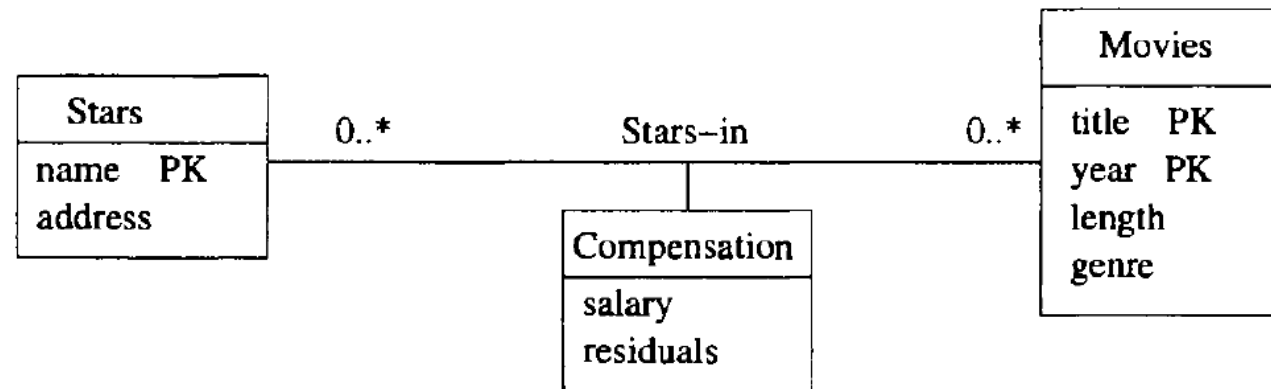 Stars
name PK
address
0..*
Stars-in
0..*
Compensation
salary
residuals
Movies
title PK
year PK
length
genre